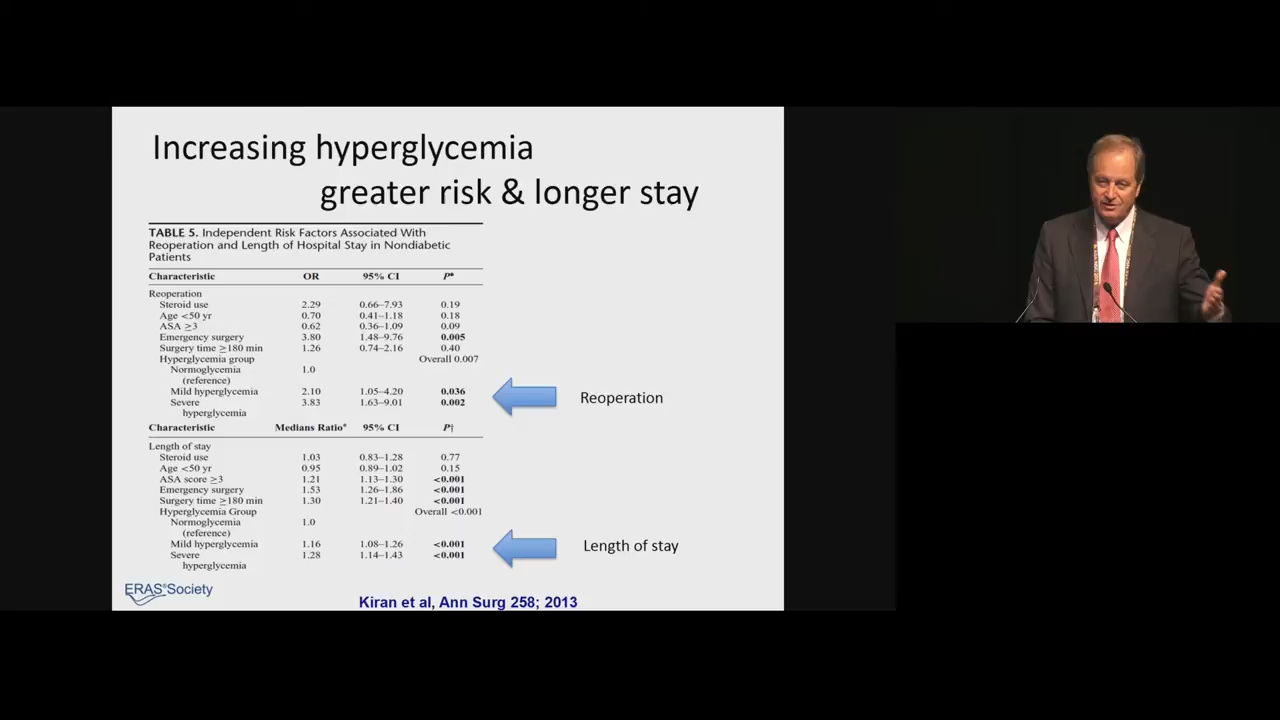 Increasing hyperglycemia
greater risk & longer stay
TABLE 5. Independent Risk Factors Associated With
Reoperation and Length of Hospital Stay in Nondiabetic
Patients
Characteristic OR 95% CI P*
Reoperation
Steroid use 2.29 0.66–7.93 0.19
Age <50 yr 0.70 0.41–1.18 0.18
ASA ≥3 0.62 0.36–1.09 0.09
Emergency surgery 3.80 1.48–9.76 0.005
Surgery time ≥180 min 1.26 0.74–2.16 0.40
Hyperglycemia group Overall 0.007
Normoglycemia 1.0
(reference)
Mild hyperglycemia 2.10 1.05–4.20 0.036
Severe 3.83 1.63–9.01 0.002
hyperglycemia
Reoperation
Characteristic Medians Ratio* 95% CI P†
Length of stay
Steroid use 1.03 0.83–1.28 0.77
Age <50 yr 0.95 0.89–1.02 0.15
ASA score ≥3 1.21 1.13–1.30 <0.001
Emergency surgery 1.53 1.26–1.86 <0.001
Surgery time ≥180 min 1.30 1.21–1.40 <0.001
Hyperglycemia Group Overall <0.001
Normoglycemia 1.0
(reference)
Mild hyperglycemia 1.16 1.08–1.26 <0.001
Severe 1.28 1.14–1.43 <0.001
hyperglycemia
Length of stay
ERAS®Society
Kiran et al, Ann Surg 258; 2013